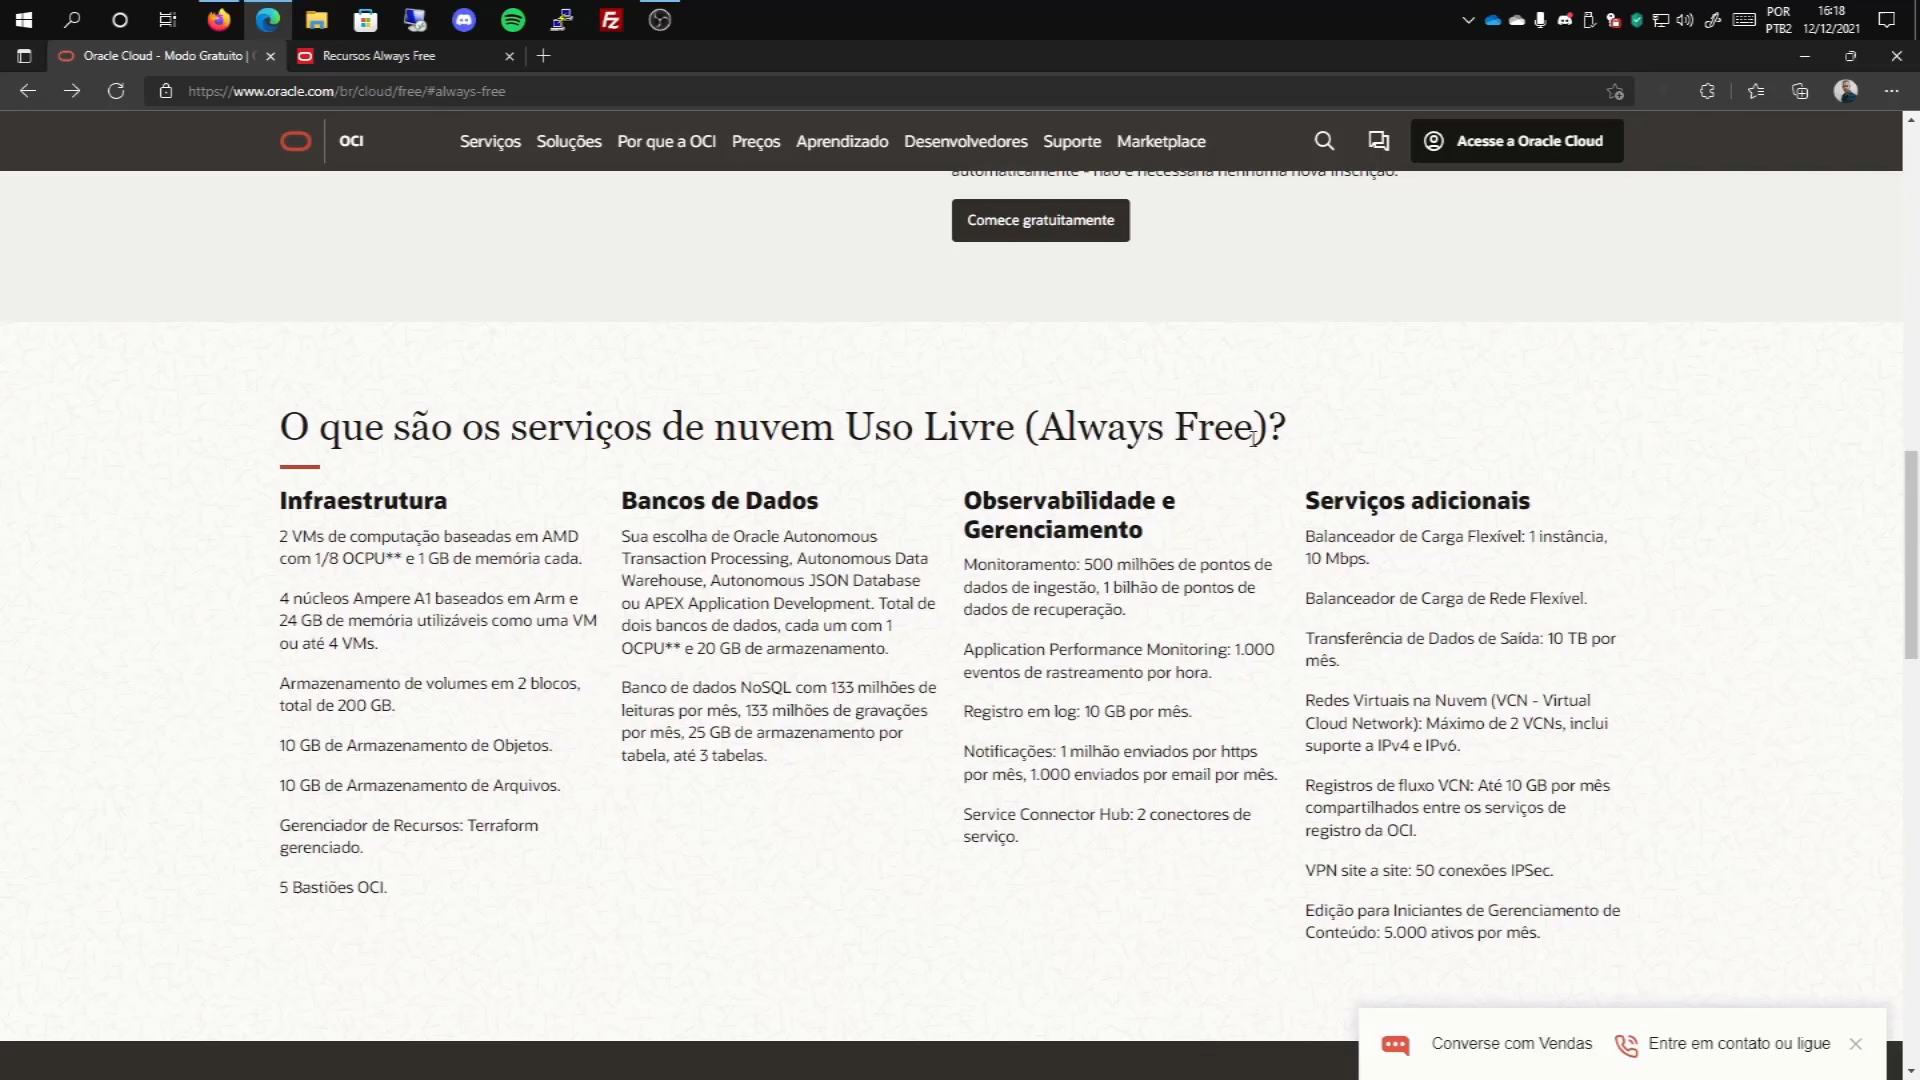 POR
16:18
PTB2
12/12/2021
Oracle Cloud - Modo Gratuito |
Recursos Always Free
https://www.oracle.com/br/cloud/free/#always-free
OCI
Serviços
Soluções
Por que a OCI
Preços
Aprendizado
Desenvolvedores
Suporte
Marketplace
Acesse a Oracle Cloud
automaticamente - não é necessária nenhuma nova inscrição.
Comece gratuitamente
O que são os serviços de nuvem Uso Livre (Always Free)?
Infraestrutura
2 VMs de computação baseadas em AMD
com 1/8 OCPU** e 1 GB de memória cada.
4 núcleos Ampere A1 baseados em Arm e
24 GB de memória utilizáveis como uma VM
ou até 4 VMs.
Armazenamento de volumes em 2 blocos,
total de 200 GB.
10 GB de Armazenamento de Objetos.
10 GB de Armazenamento de Arquivos.
Gerenciador de Recursos: Terraform
gerenciado.
5 Bastiões OCI.
Bancos de Dados
Sua escolha de Oracle Autonomous
Transaction Processing, Autonomous Data
Warehouse, Autonomous JSON Database
ou APEX Application Development. Total de
dois bancos de dados, cada um com 1
OCPU** e 20 GB de armazenamento.
Banco de dados NoSQL com 133 milhões de
leituras por mês, 133 milhões de gravações
por mês, 25 GB de armazenamento por
tabela, até 3 tabelas.
Observabilidade e
Gerenciamento
Monitoramento: 500 milhões de pontos de
dados de ingestão, 1 bilhão de pontos de
dados de recuperação.
Application Performance Monitoring: 1.000
eventos de rastreamento por hora.
Registro em log: 10 GB por mês.
Notificações: 1 milhão enviados por https
por mês, 1.000 enviados por email por mês.
Service Connector Hub: 2 conectores de
serviço.
Serviços adicionais
Balanceador de Carga Flexível: 1 instância,
10 Mbps.
Balanceador de Carga de Rede Flexível.
Transferência de Dados de Saída: 10 TB por
mês.
Redes Virtuais na Nuvem (VCN - Virtual
Cloud Network): Máximo de 2 VCNs, inclui
suporte a IPv4 e IPv6.
Registros de fluxo VCN: Até 10 GB por mês
compartilhados entre os serviços de
registro da OCI.
VPN site a site: 50 conexões IPSec.
Edição para Iniciantes de Gerenciamento de
Conteúdo: 5.000 ativos por mês.
Converse com Vendas
Entre em contato ou ligue